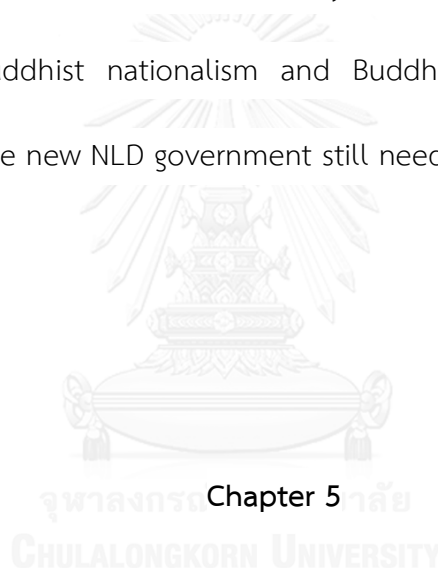 uddhist nationalism and Buddh
e new NLD government still need
Chapter 5
จุฬาลงกรณ์มหาวิทยาลัย
CHULALONGKORN UNIVERSITY